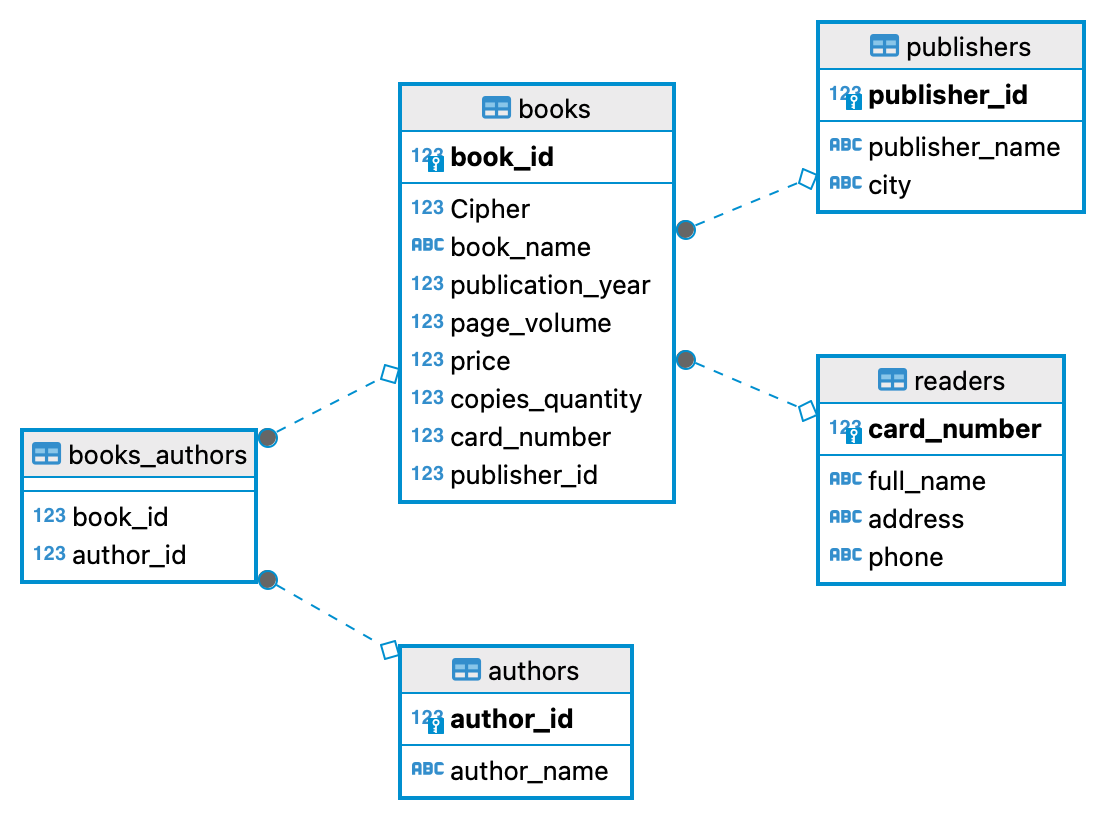 publishers
123 publisher_id
ABC publisher_name
ABC city
books
123 book_id
123 Cipher
ABC book_name
123 publication_year
123 page_volume
123 price
123 copies_quantity
123 card_number
123 publisher_id
readers
123 card_number
ABC full_name
ABC address
ABC phone
books_authors
123 book_id
123 author_id
authors
123 author_id
ABC author_name